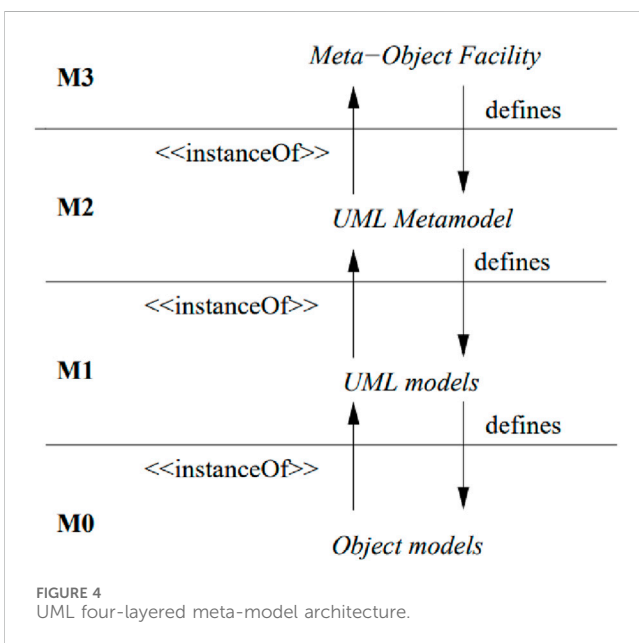 Meta−Object Facility
M3
defines
<<instanceOf>>
M2
UML Metamodel
defines
<<instanceOf>>
M1
UML models
defines
<<instanceOf>>
M0
Object models
FIGURE 4
UML four-layered meta-model architecture.